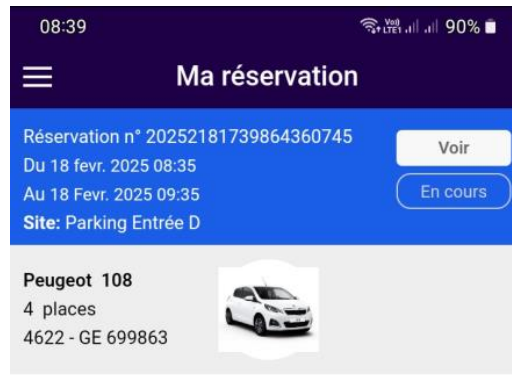 08:39 Vo) LTE1 90%
Ma réservation
Réservation n° 20252181739864360745
Voir
Du 18 fevr. 2025 08:35
Au 18 Fevr. 2025 09:35
En cours
Site: Parking Entrée D
Peugeot 108
4 places
4622 - GE 699863